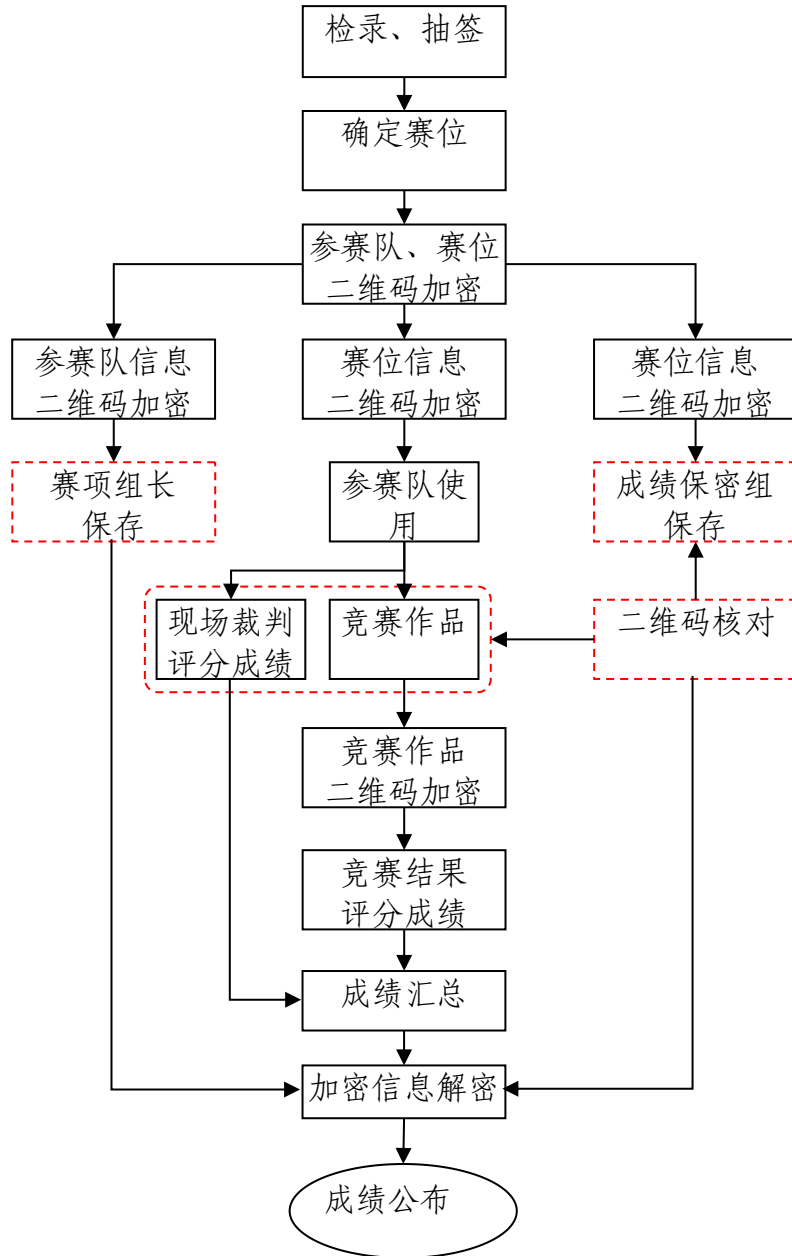 检录、抽签
确定赛位
参赛队、赛位
二维码加密
参赛队信息
二维码加密
赛位信息
二维码加密
赛位信息
二维码加密
赛项组长
保存
参赛队使
用
成绩保密组
保存
现场裁判
评分成绩
竞赛作品
二维码核对
竞赛作品
二维码加密
竞赛结果
评分成绩
成绩汇总
加密信息解密
成绩公布